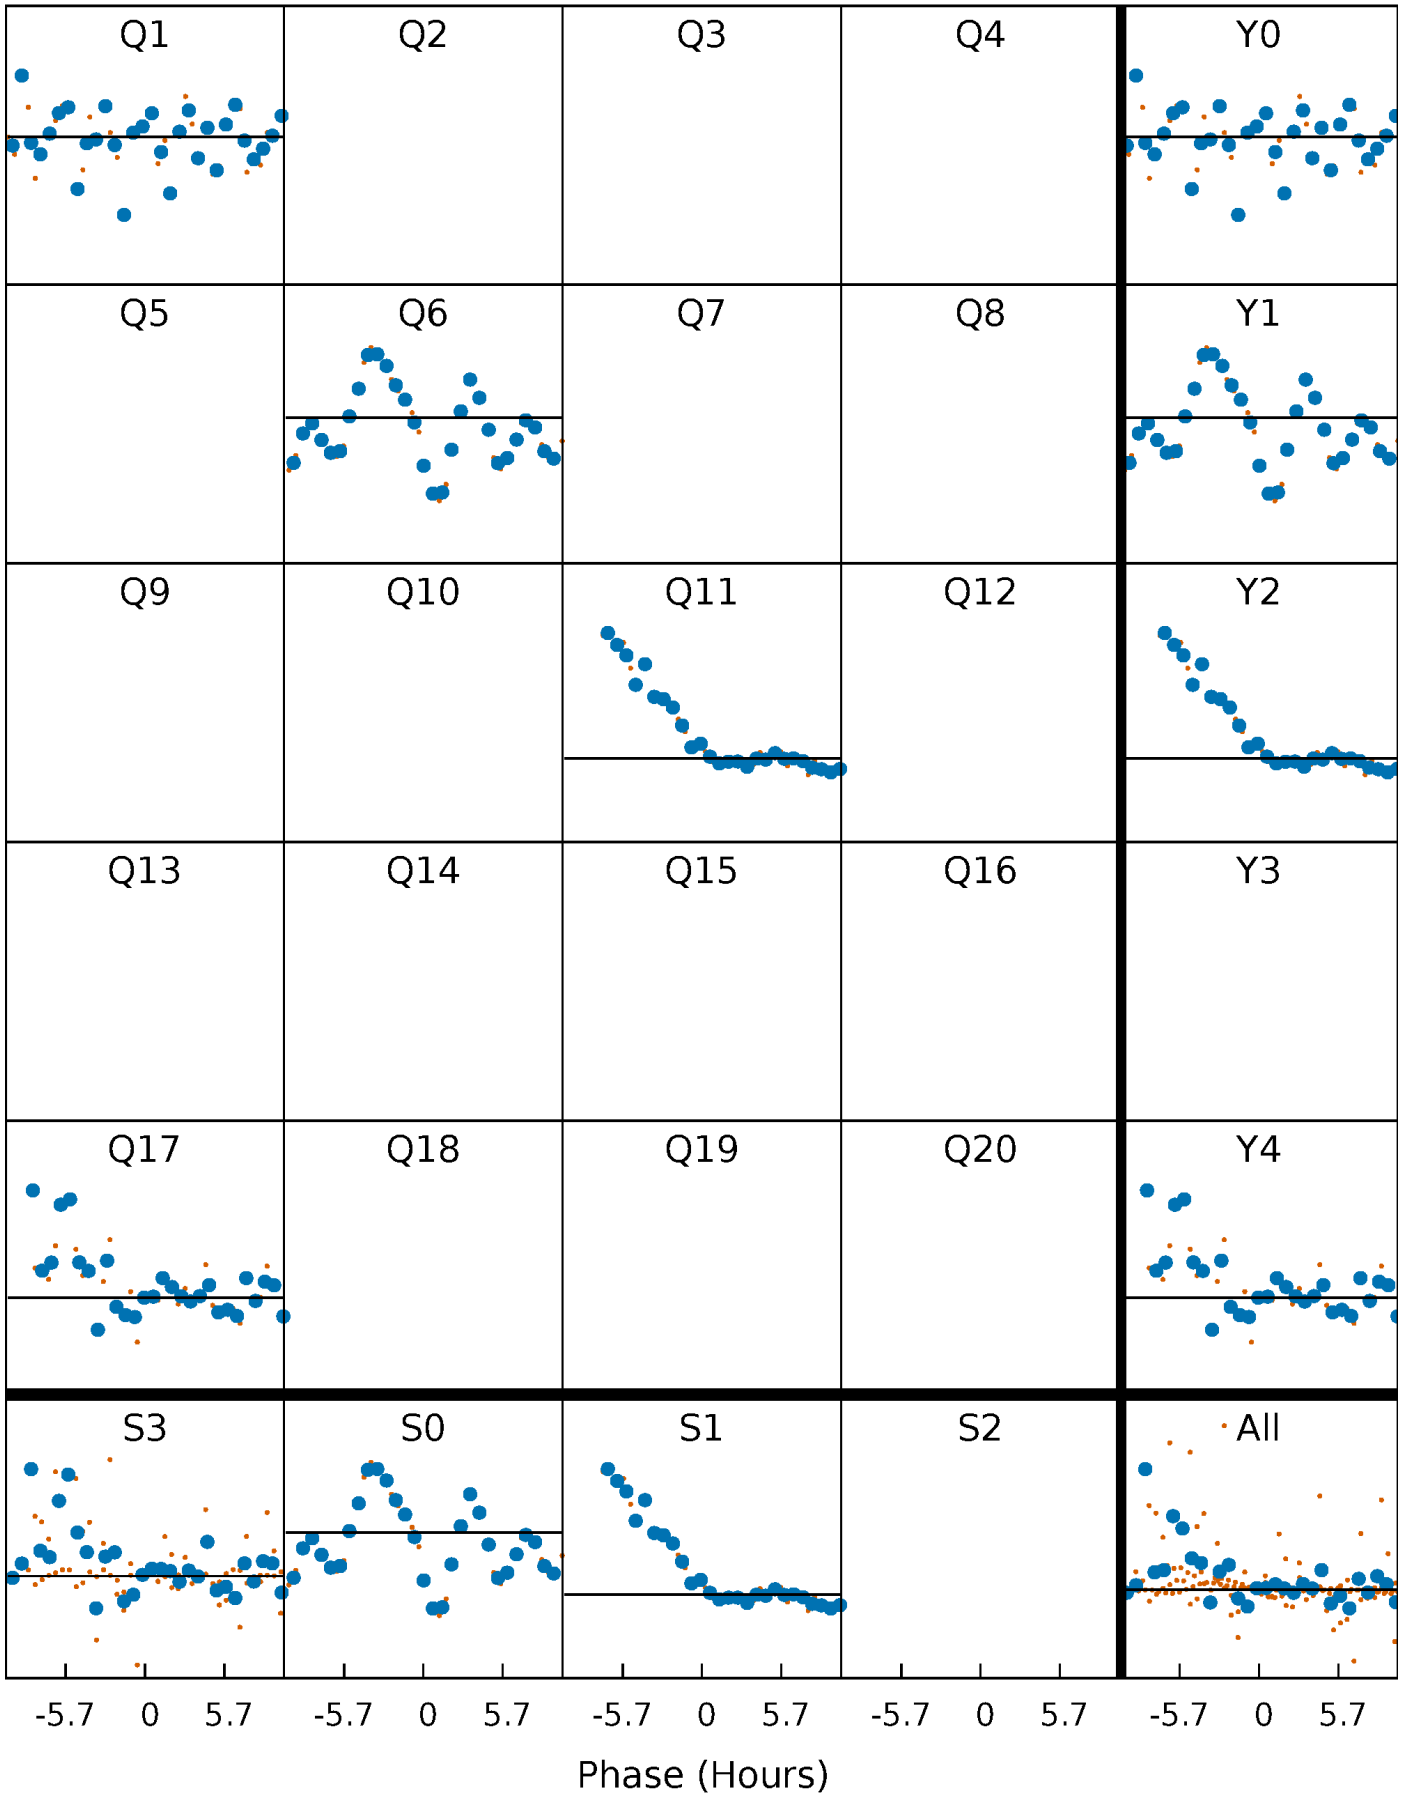 Q1 Q2 Q3 Q4 Y0
Q5 Q6 Q7 Q8 Y1
Q9 Q10 Q11 Q12 Y2
Q13 Q14 Q15 Q16 Y3
Q17 Q18 Q19 Q20 Y4
S3 S0 S1 S2 All
-5.7 0 5.7 -5.7 0 5.7 -5.7 0 5.7 -5.7 0 5.7 -5.7 0 5.7
Phase (Hours)